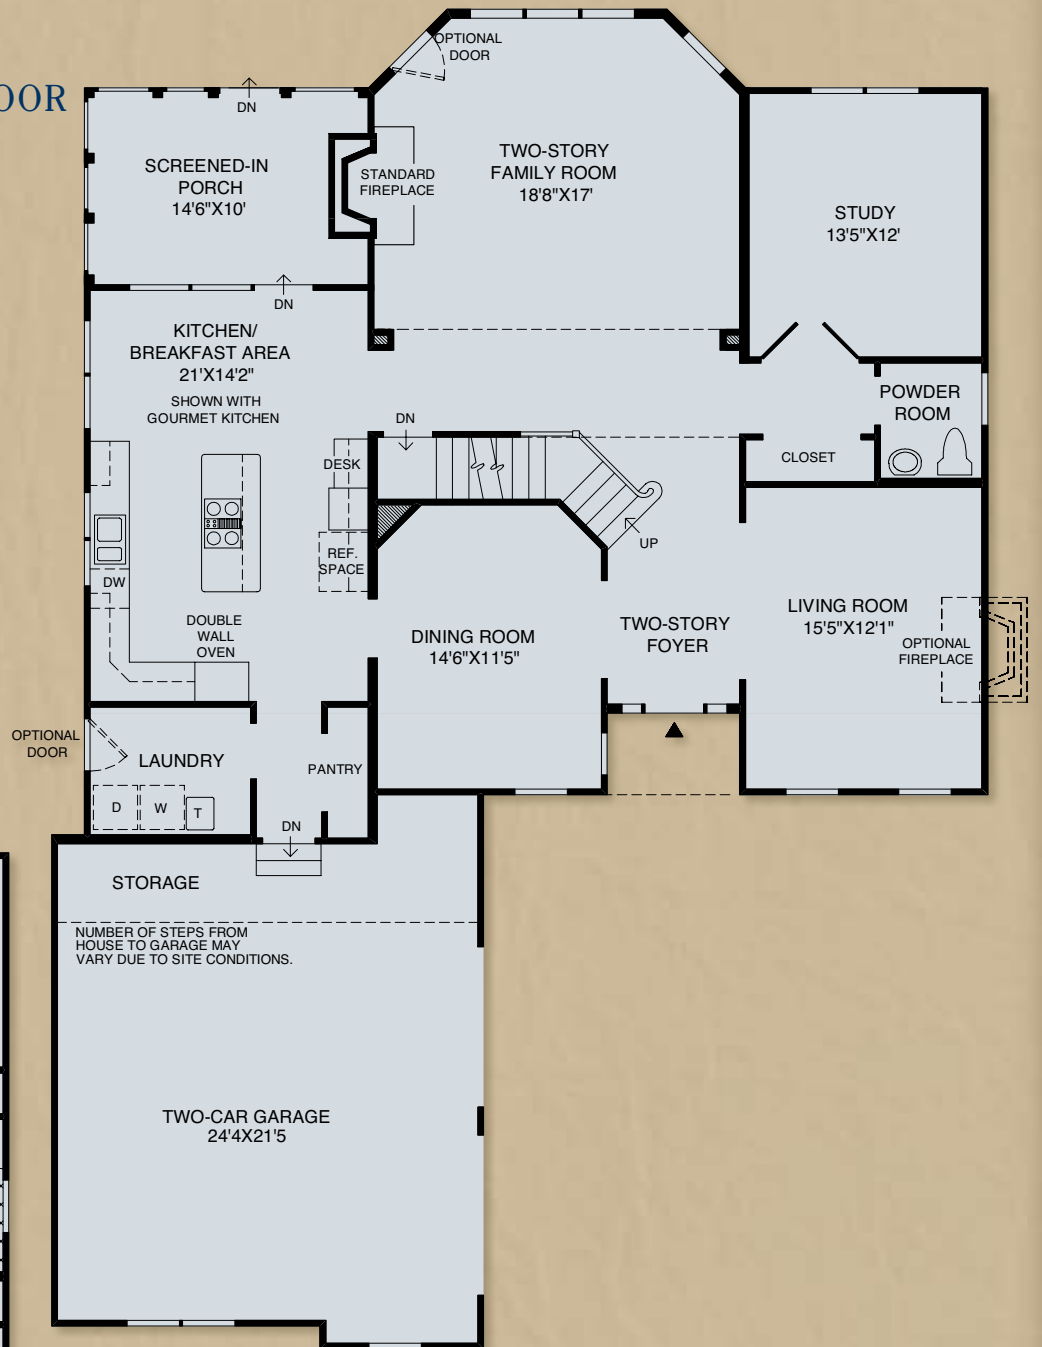 OOR
OPTIONAL
DOOR
DN
SCREENED-IN
PORCH
14'6"X10'
STANDARD
FIREPLACE
TWO-STORY
FAMILY ROOM
18'8"X17'
STUDY
13'5"X12'
DN
KITCHEN/
BREAKFAST AREA
21'X14'2"
SHOWN WITH
GOURMET KITCHEN
DN
POWDER
ROOM
CLOSET
DESK
REF.
SPACE
UP
DW
DOUBLE
WALL
OVEN
DINING ROOM
14'6"X11'5"
TWO-STORY
FOYER
LIVING ROOM
15'5"X12'1"
OPTIONAL
FIREPLACE
OPTIONAL
DOOR
LAUNDRY
PANTRY
D
W
T
DN
STORAGE
NUMBER OF STEPS FROM
HOUSE TO GARAGE MAY
VARY DUE TO SITE CONDITIONS.
TWO-CAR GARAGE
24'4X21'5